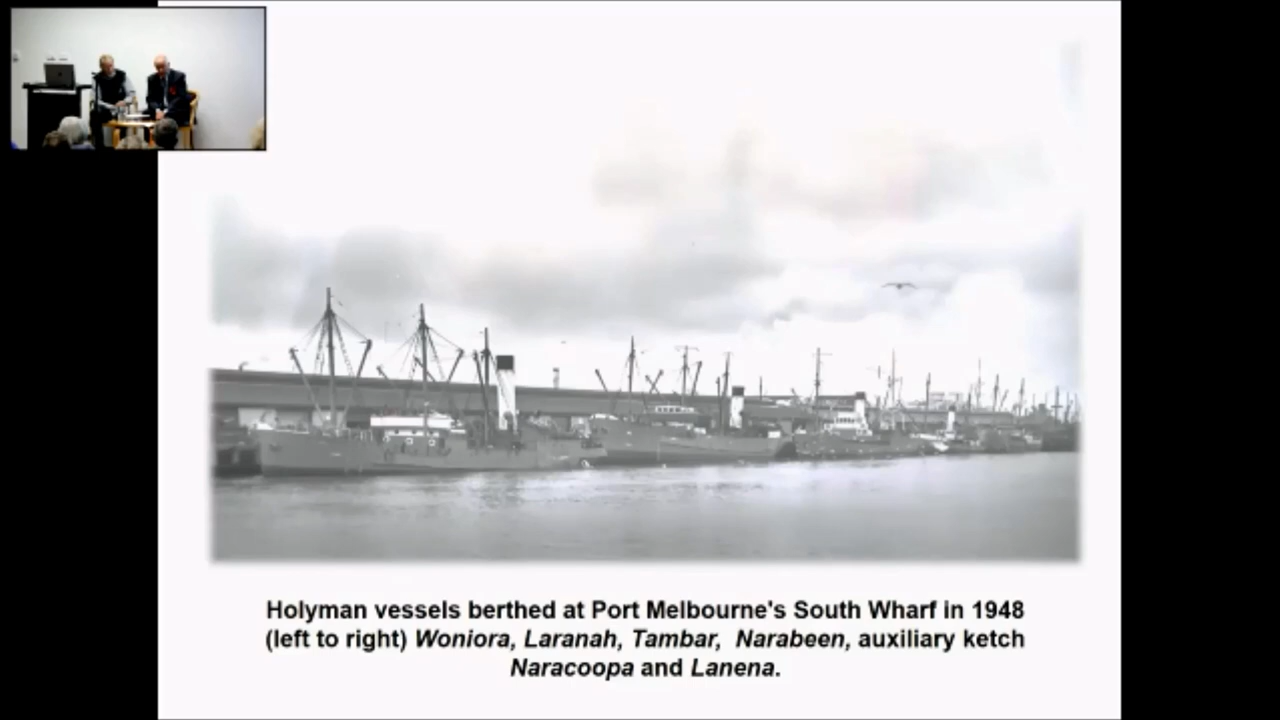 Holyman vessels berthed at Port Melbourne's South Wharf in 1948
(left to right) Woniora, Laranah, Tambar, Narabeen, auxiliary ketch
Naracoopa and Lanena.